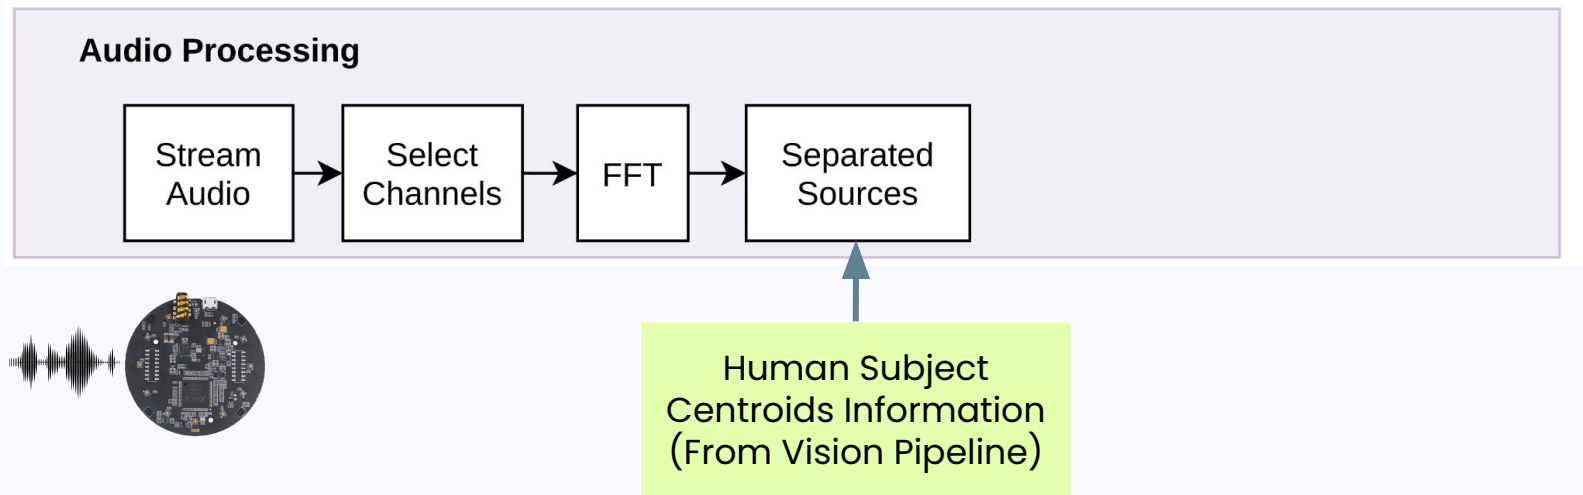 Audio Processing
Stream
Audio
Select
Channels
FFT
Separated
Sources
Human Subject
Centroids Information
(From Vision Pipeline)